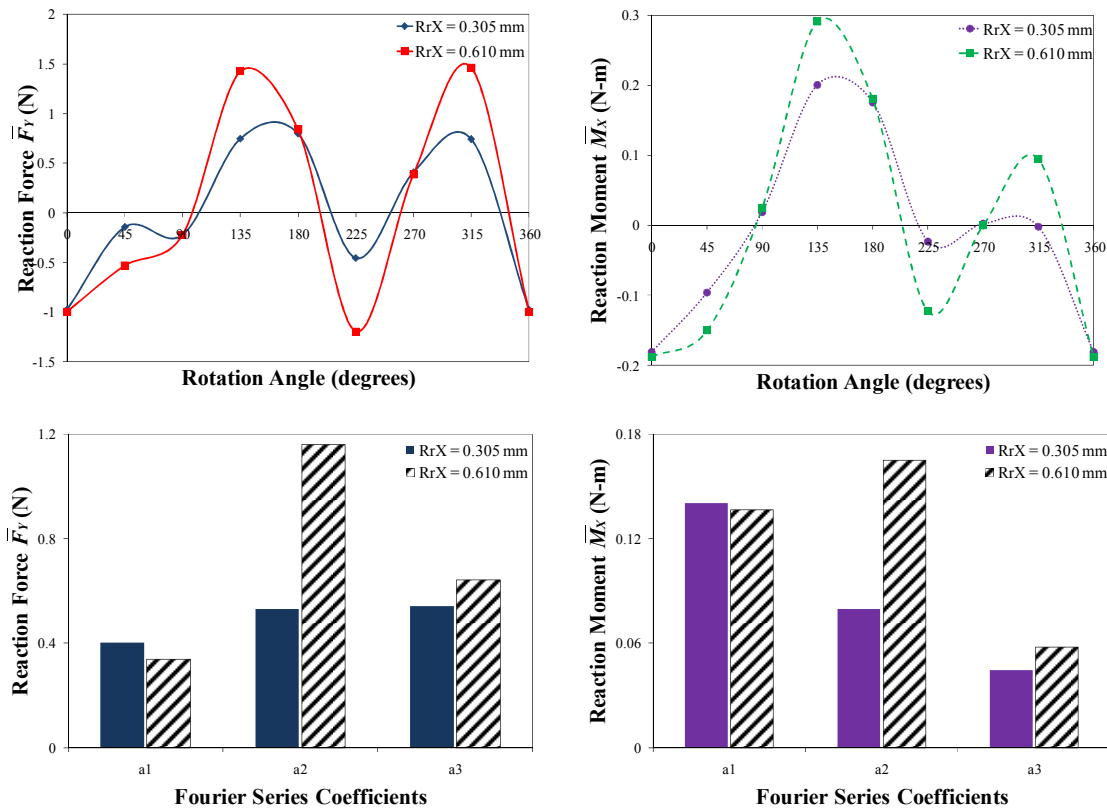 2
1.5
1
0.5
0
-0.5
-1
-1.5
0 45 90 135 180 225 270 315 360
RrX = 0.305 mm
RrX = 0.610 mm
Reaction Force F̅Y (N)
Rotation Angle (degrees)
0.3
0.2
0.1
0
-0.1
-0.2
0 45 90 135 180 225 270 315 360
RrX = 0.305 mm
RrX = 0.610 mm
Reaction Moment M̅X (N-m)
Rotation Angle (degrees)
1.2
0.8
0.4
0
a1 a2 a3
RrX = 0.305 mm
RrX = 0.610 mm
Reaction Force F̅Y (N)
Fourier Series Coefficients
0.18
0.12
0.06
0
a1 a2 a3
RrX = 0.305 mm
RrX = 0.610 mm
Reaction Moment M̅X (N-m)
Fourier Series Coefficients